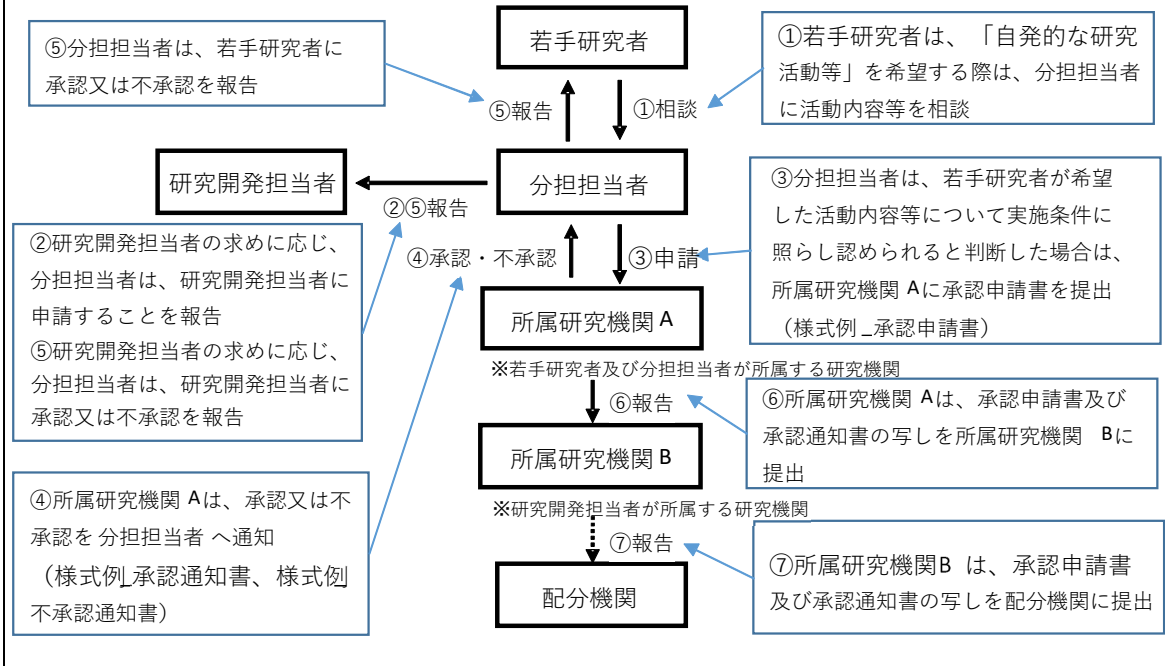 ⑤分担担当者は、若手研究者に
承認又は不承認を報告
若手研究者
①若手研究者は、「自発的な研究
活動等」を希望する際は、分担担当者
に活動内容等を相談
⑤報告
①相談
研究開発担当者
分担担当者
②⑤報告
③分担担当者は、若手研究者が希望
した活動内容等について実施条件に
照らし認められると判断した場合は、
所属研究機関 Aに承認申請書を提出
（様式例_承認申請書）
②研究開発担当者の求めに応じ、
分担担当者は、研究開発担当者に
申請することを報告
⑤研究開発担当者の求めに応じ、
分担担当者は、研究開発担当者に
承認又は不承認を報告
④承認・不承認
③申請
所属研究機関 A
※若手研究者及び分担担当者が所属する研究機関
⑥報告
⑥所属研究機関 Aは、承認申請書及び
承認通知書の写しを所属研究機関 Bに
提出
所属研究機関 B
※研究開発担当者が所属する研究機関
④所属研究機関 Aは、承認又は不
承認を 分担担当者 へ通知
（様式例_承認通知書、様式例_
不承認通知書）
⑦報告
⑦所属研究機関B は、承認申請書
及び承認通知書の写しを配分機関に提出
配分機関